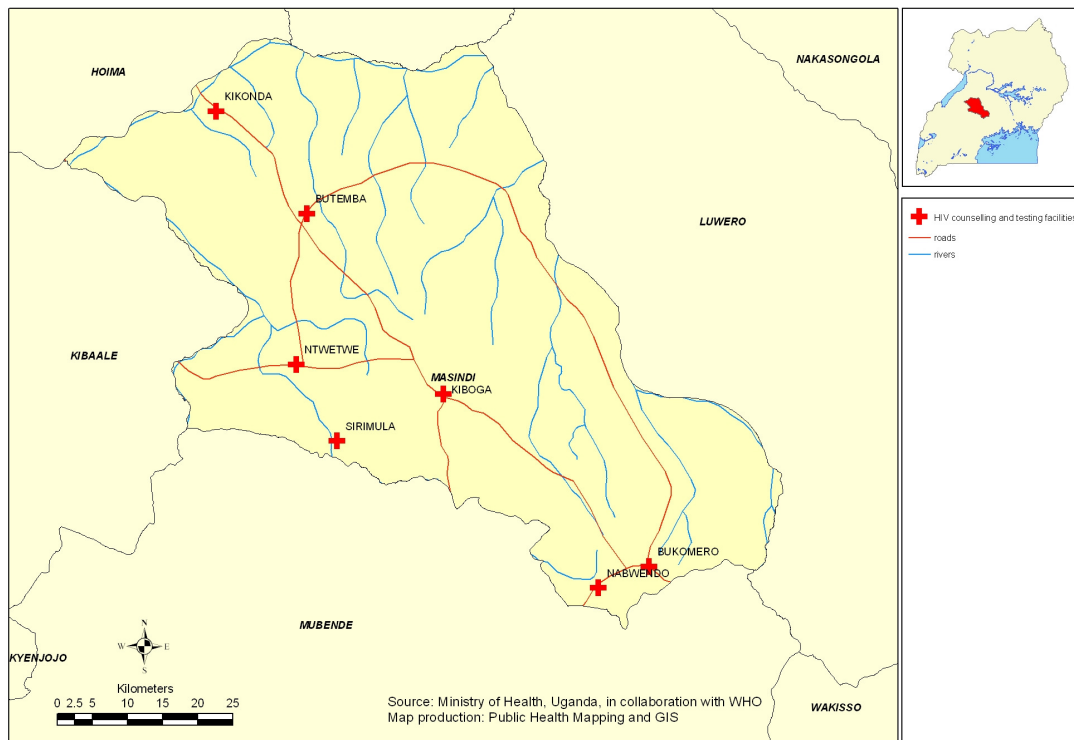 HOIMA
NAKASONGOLA
KIKONDA
BUTEMBA
LUWERO
HIV counselling and testing facilities
roads
rivers
KIBAALE
NTWETWE
MASINDI
KIBOGA
SIRIMULA
BUKOMERO
NABWENDO
MUBENDE
KYENJOJO
N
W E
S
Kilometers
0 2.5 5 10 15 20 25
Source: Ministry of Health, Uganda, in collaboration with WHO
Map production: Public Health Mapping and GIS
WAKISSO